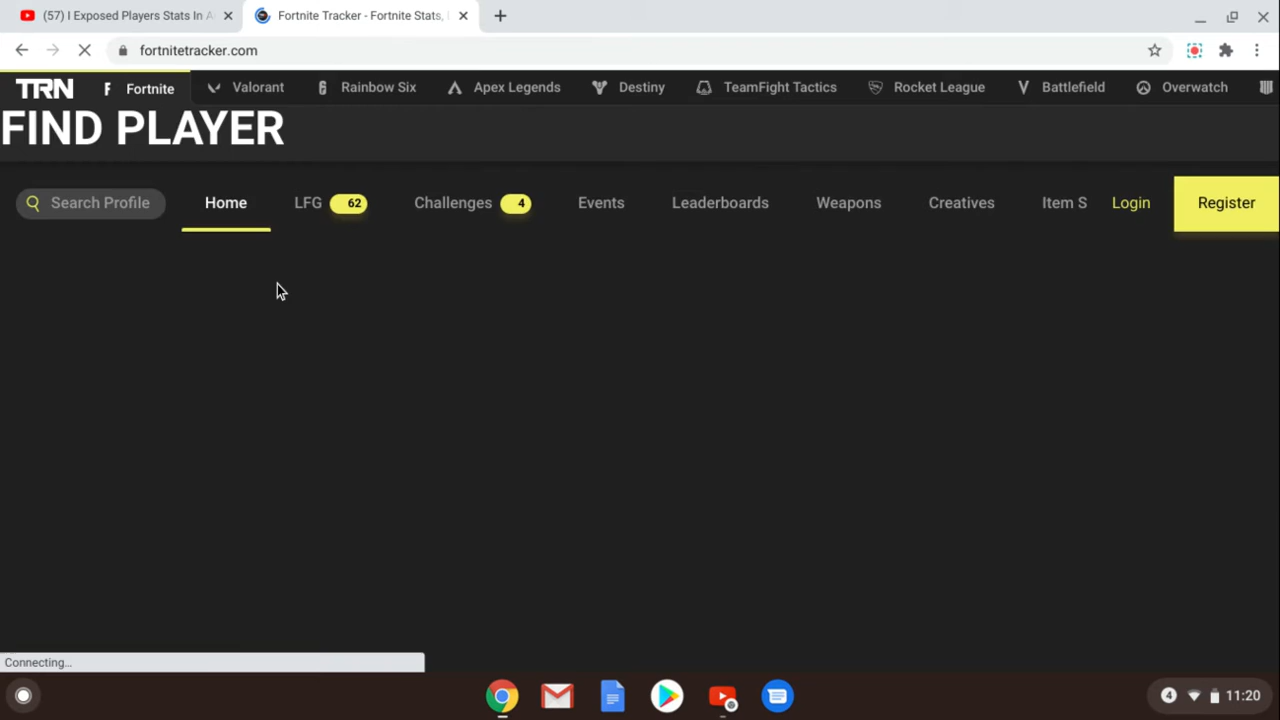 (57) I Exposed Players Stats In A
Fortnite Tracker - Fortnite Stats,
fortnitetracker.com
TRN Fortnite Valorant Rainbow Six Apex Legends Destiny TeamFight Tactics Rocket League Battlefield Overwatch
FIND PLAYER
Search Profile Home LFG 62 Challenges 4 Events Leaderboards Weapons Creatives Item S Login Register
Connecting...
4 11:20